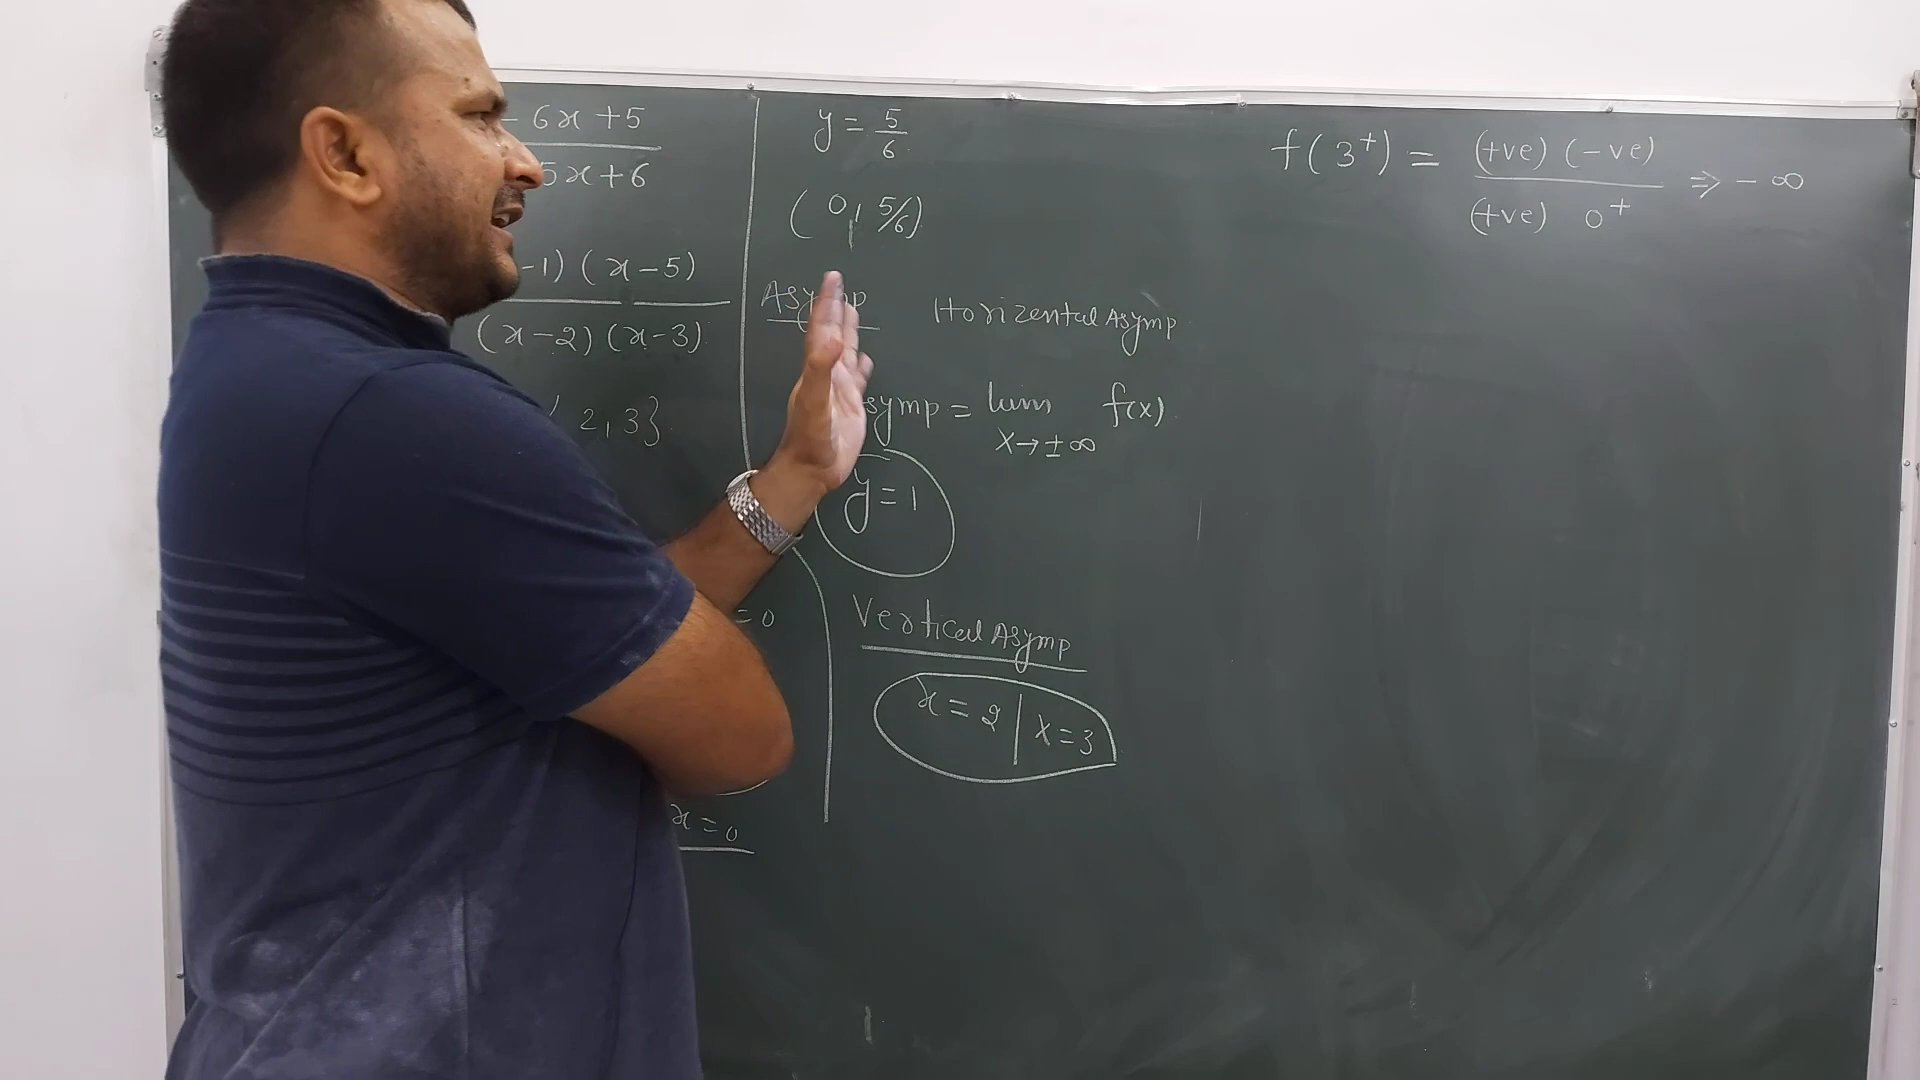 - 6x + 5
5x + 6
-1) (x-5)
(x-2) (x-3)
2, 3}
= 0
x = 0
y = 5/6
(0, 5/6)
Asymp Horizental Asymp
symp = lim f(x)
x→±∞
y = 1
Vertical Asymp
x = 2 | x = 3
f(3⁺) = (+ve) (-ve) ⇒ -∞
(+ve) 0⁺